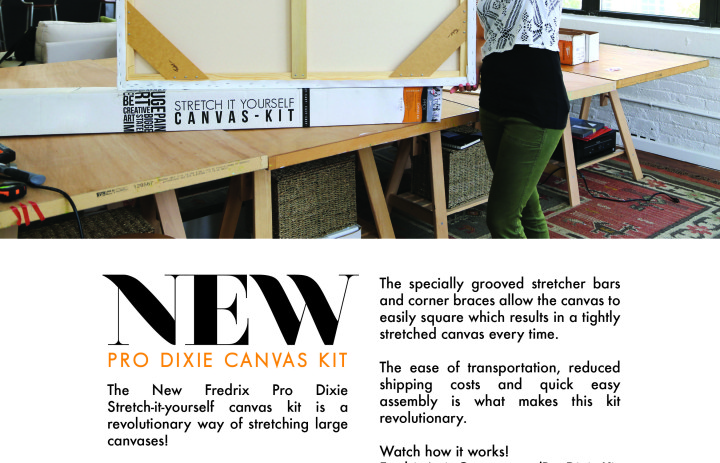 STRETCH IT YOURSELF
CANVAS-KIT
NEW
PRO DIXIE CANVAS KIT
The New Fredrix Pro Dixie
Stretch-it-yourself canvas kit is a
revolutionary way of stretching large
canvases!
The specially grooved stretcher bars
and corner braces allow the canvas to
easily square which results in a tightly
stretched canvas every time.
The ease of transportation, reduced
shipping costs and quick easy
assembly is what makes this kit
revolutionary.
Watch how it works!